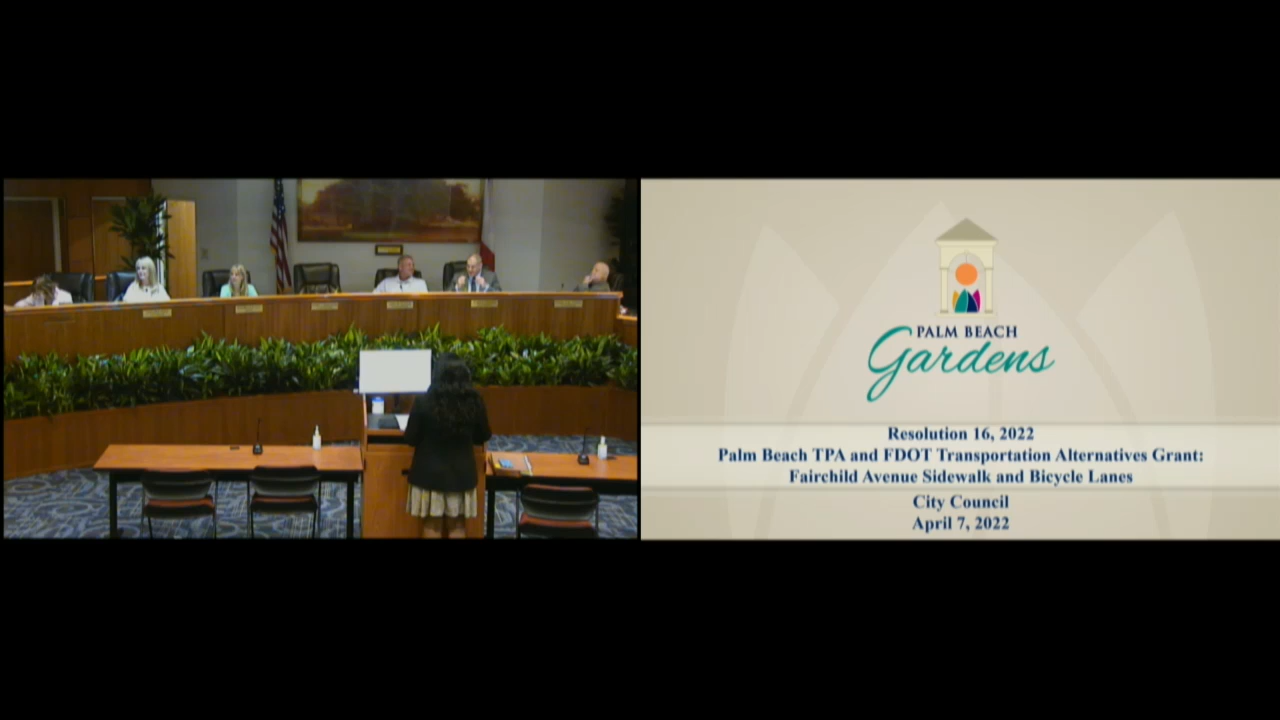 PALM BEACH
Gardens
Resolution 16, 2022
Palm Beach TPA and FDOT Transportation Alternatives Grant:
Fairchild Avenue Sidewalk and Bicycle Lanes
City Council
April 7, 2022